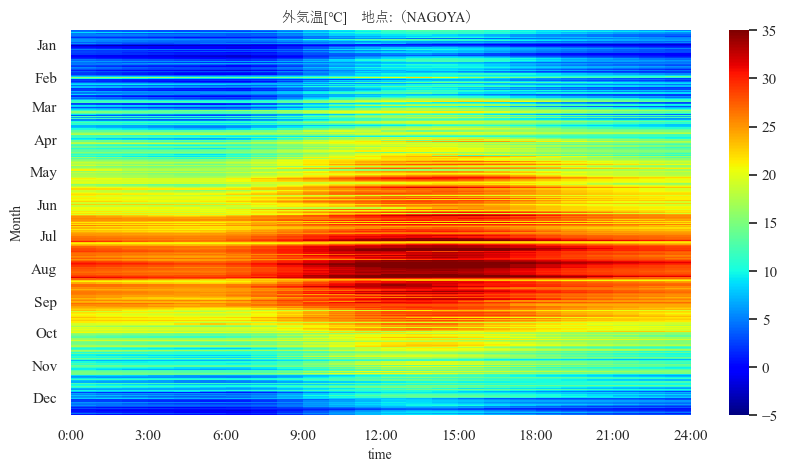 外気温[℃] 地点:（NAGOYA）
Month
Jan
Feb
Mar
Apr
May
Jun
Jul
Aug
Sep
Oct
Nov
Dec
0:00 3:00 6:00 9:00 12:00 15:00 18:00 21:00 24:00
time
35
30
25
20
15
10
5
0
−5